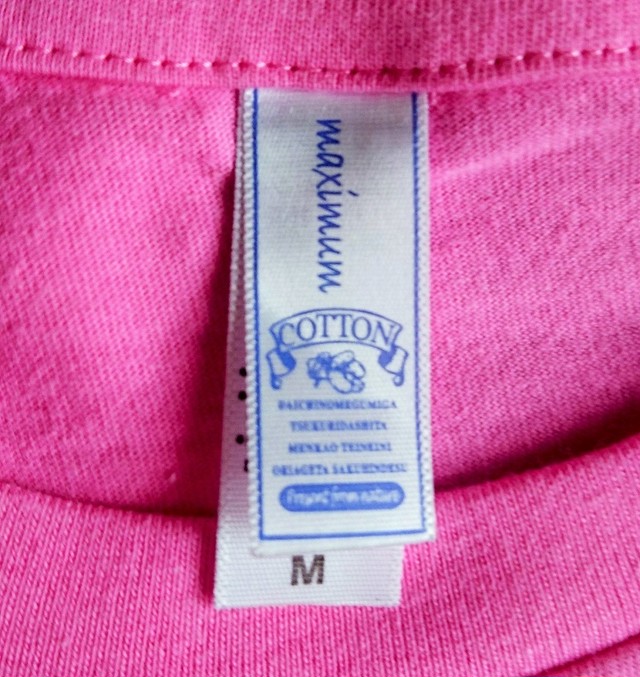 maximum
COTTON
DAICHINOMEGUMIGA
TSUKURIDASHITA
MENKAO TEINEINI
ORIAGETA SAKUHINDESU
Present from nature
M